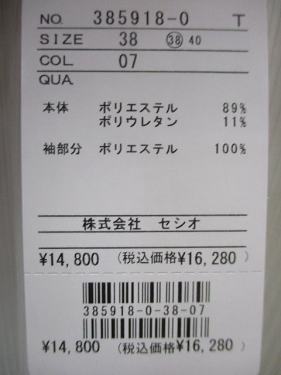 NO. 385918-0 T
SIZE 38 ㊳ 40
COL. 07
QUA.
本体 ポリエステル 89%
ポリウレタン 11%
袖部分 ポリエステル 100%
株式会社 セシオ
¥14,800 (税込価格¥16,280)
385918-0-38-07
¥14,800 (税込価格¥16,280)